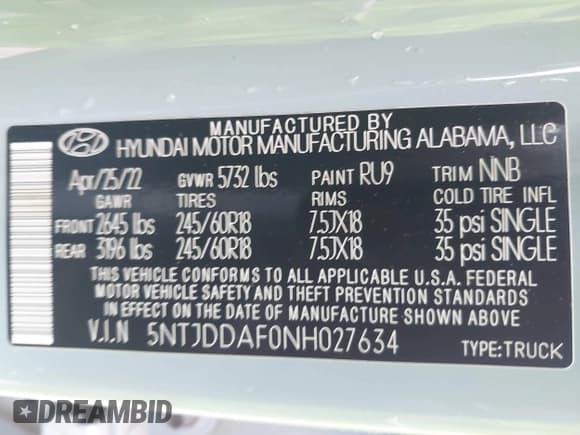 MANUFACTURED BY
HYUNDAI MOTOR MANUFACTURING ALABAMA, LLC
Apr/25/22 GVWR 5732 lbs PAINT RU9 TRIM NNB
GAWR TIRES RIMS COLD TIRE INFL
FRONT 2645 lbs 245/60R18 7.5JX18 35 psi SINGLE
REAR 3196 lbs 245/60R18 7.5JX18 35 psi SINGLE
THIS VEHICLE CONFORMS TO ALL APPLICABLE U.S.A. FEDERAL
MOTOR VEHICLE SAFETY AND THEFT PREVENTION STANDARDS
IN EFFECT ON THE DATE OF MANUFACTURE SHOWN ABOVE
V.I.N 5NTJDDAF0NH027634 TYPE:TRUCK
DREAMBID